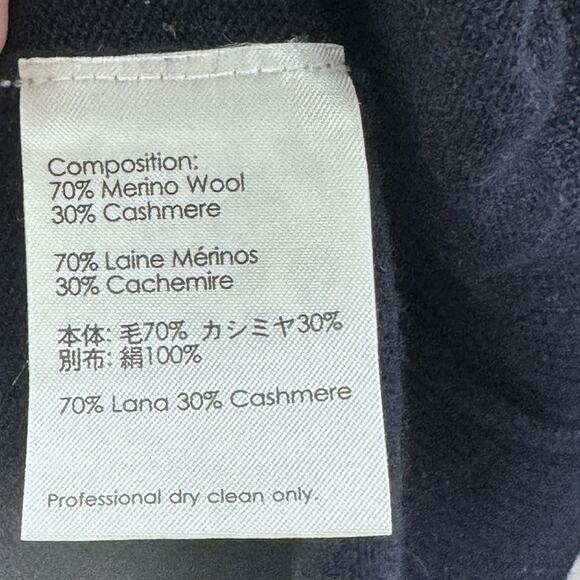 Composition:
70% Merino Wool
30% Cashmere
70% Laine Mérinos
30% Cachemire
本体: 毛70% カシミヤ30%
別布: 絹100%
70% Lana 30% Cashmere
Professional dry clean only.